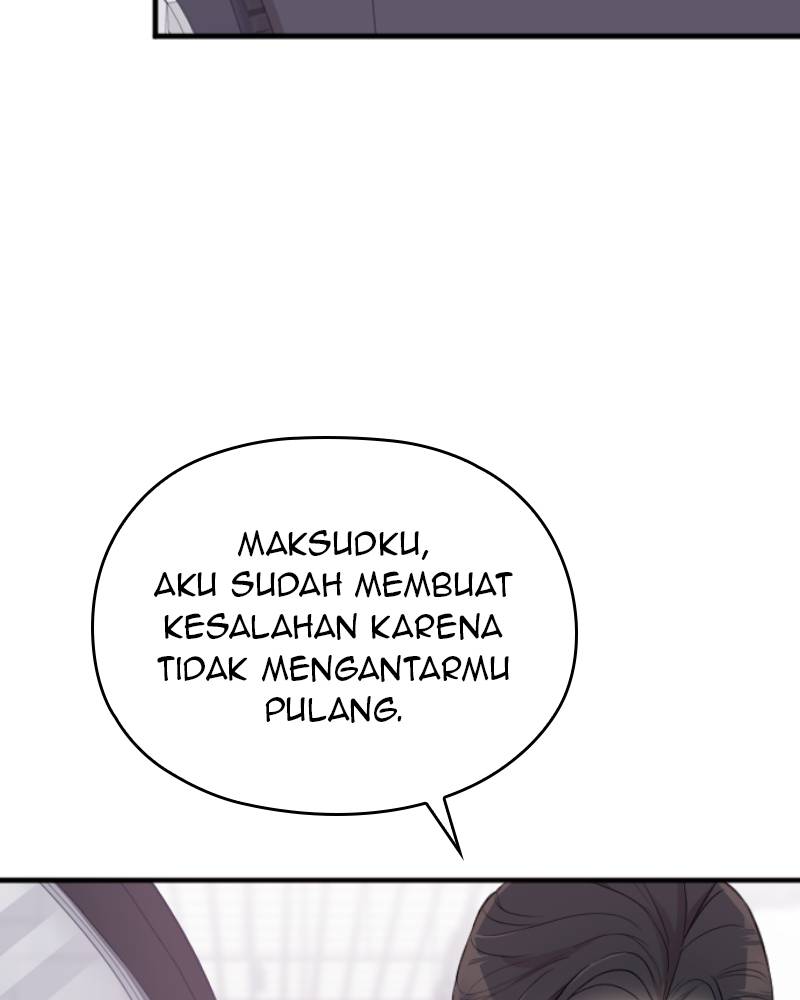 MAKSUDKU,
AKU SUDAH MEMBUAT
KESALAHAN KARENA
TIDAK MENGANTARMU
PULANG.